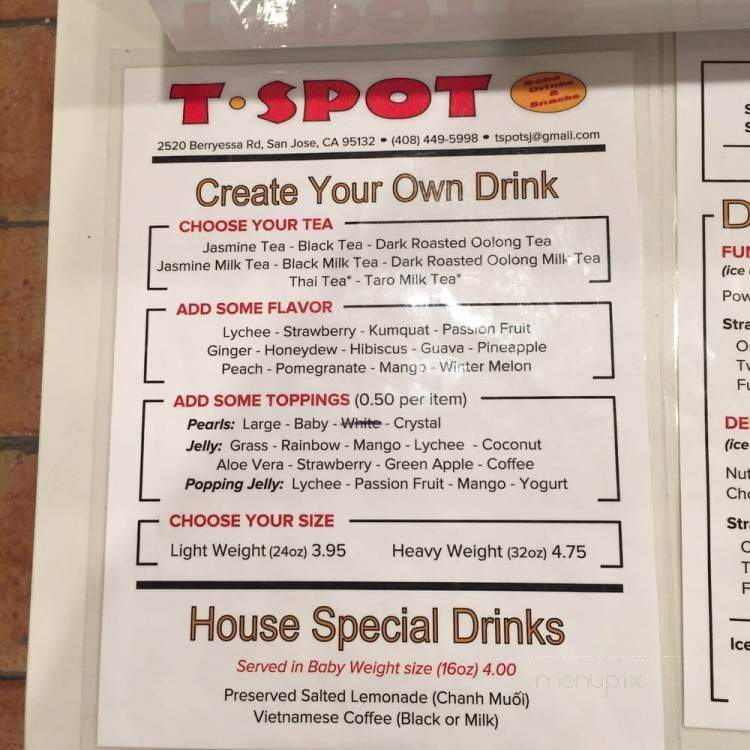 T·SPOT
Boba
Drinks
&
Snacks
2520 Berryessa Rd, San Jose, CA 95132 • (408) 449-5998 • tspotsj@gmail.com
Create Your Own Drink
CHOOSE YOUR TEA
Jasmine Tea - Black Tea - Dark Roasted Oolong Tea
Jasmine Milk Tea - Black Milk Tea - Dark Roasted Oolong Milk Tea
Thai Tea* - Taro Milk Tea*
ADD SOME FLAVOR
Lychee - Strawberry - Kumquat - Passion Fruit
Ginger - Honeydew - Hibiscus - Guava - Pineapple
Peach - Pomegranate - Mango - Winter Melon
ADD SOME TOPPINGS (0.50 per item)
Pearls: Large - Baby - White - Crystal
Jelly: Grass - Rainbow - Mango - Lychee - Coconut
Aloe Vera - Strawberry - Green Apple - Coffee
Popping Jelly: Lychee - Passion Fruit - Mango - Yogurt
CHOOSE YOUR SIZE
Light Weight (24oz) 3.95 Heavy Weight (32oz) 4.75
House Special Drinks
Served in Baby Weight size (16oz) 4.00
Preserved Salted Lemonade (Chanh Muối)
Vietnamese Coffee (Black or Milk)
menupix
(ice
(ice